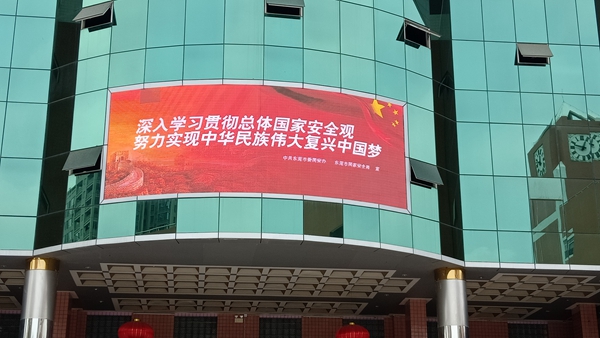 深入学习贯彻总体国家安全观
努力实现中华民族伟大复兴中国梦